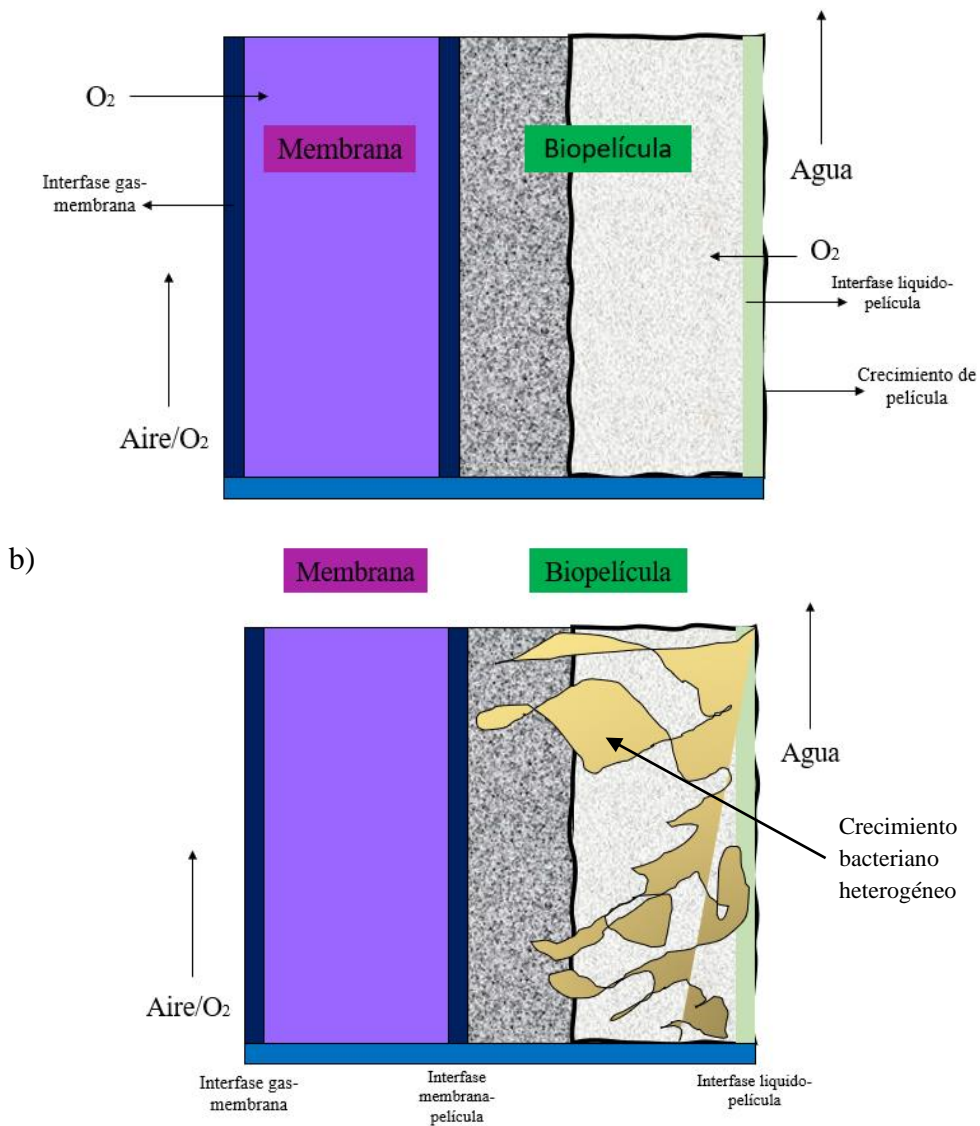 O2
Membrana
Biopelícula
Agua
Interfase gas-
membrana
O2
Interfase liquido-
película
Crecimiento de
película
Aire/O2
b)
Membrana
Biopelícula
Agua
Crecimiento
bacteriano
heterogéneo
Aire/O2
Interfase gas-
membrana
Interfase
membrana-
película
Interfase liquido-
película